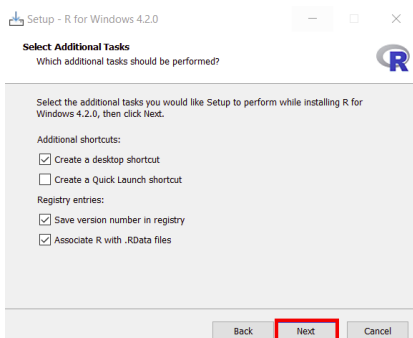 Setup - R for Windows 4.2.0
Select Additional Tasks
Which additional tasks should be performed?
R
Select the additional tasks you would like Setup to perform while installing R for
Windows 4.2.0, then click Next.
Additional shortcuts:
Create a desktop shortcut
Create a Quick Launch shortcut
Registry entries:
Save version number in registry
Associate R with .RData files
Back Next Cancel